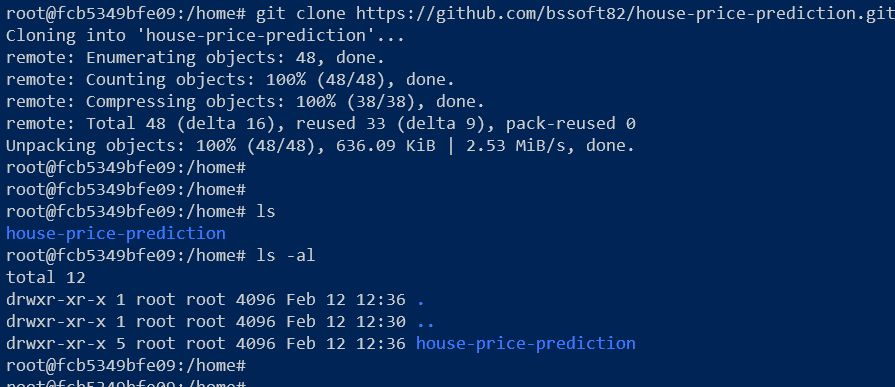 root@fcb5349bfe09:/home# git clone https://github.com/bssoft82/house-price-prediction.git
Cloning into 'house-price-prediction'...
remote: Enumerating objects: 48, done.
remote: Counting objects: 100% (48/48), done.
remote: Compressing objects: 100% (38/38), done.
remote: Total 48 (delta 16), reused 33 (delta 9), pack-reused 0
Unpacking objects: 100% (48/48), 636.09 KiB | 2.53 MiB/s, done.
root@fcb5349bfe09:/home#
root@fcb5349bfe09:/home#
root@fcb5349bfe09:/home# ls
house-price-prediction
root@fcb5349bfe09:/home# ls -al
total 12
drwxr-xr-x 1 root root 4096 Feb 12 12:36 .
drwxr-xr-x 1 root root 4096 Feb 12 12:30 ..
drwxr-xr-x 5 root root 4096 Feb 12 12:36 house-price-prediction
root@fcb5349bfe09:/home#